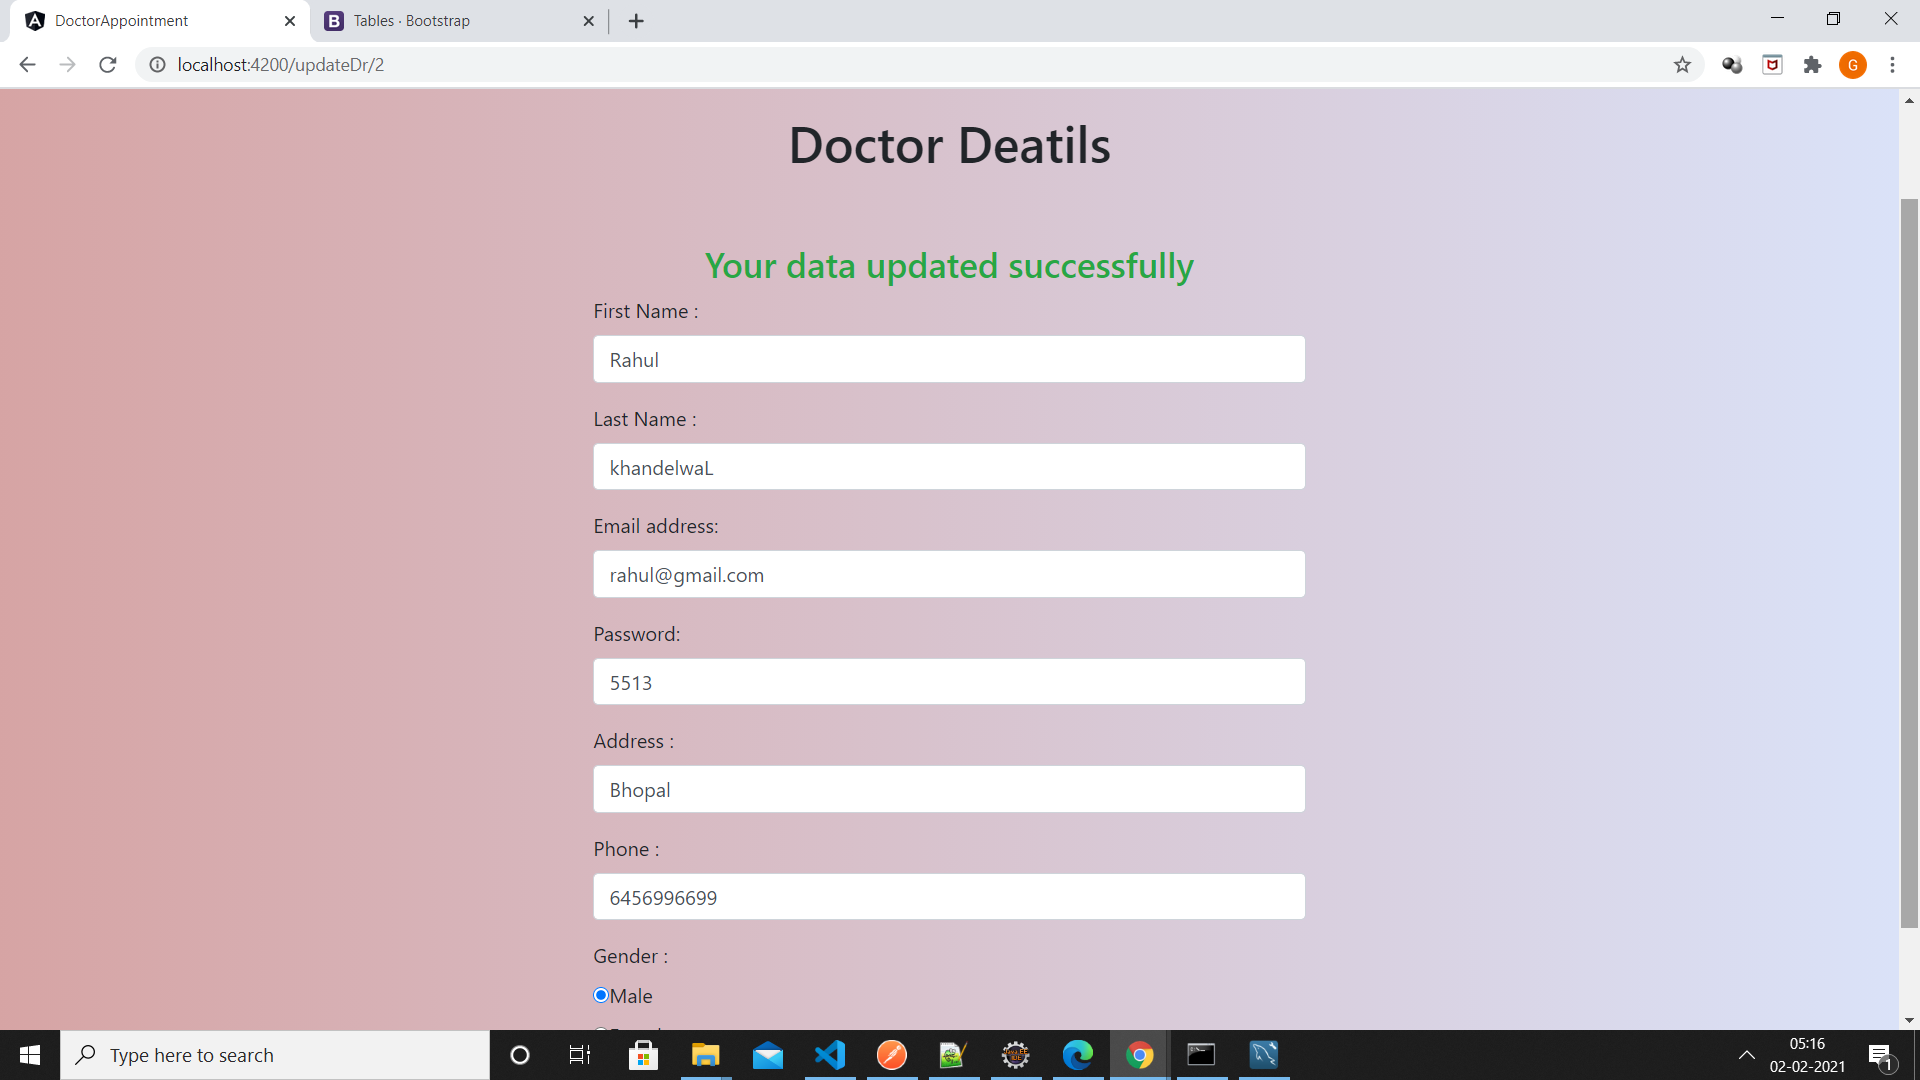 DoctorAppointment
Tables · Bootstrap
localhost:4200/updateDr/2
G
Doctor Deatils
Your data updated successfully
First Name :
Rahul
Last Name :
khandelwaL
Email address:
rahul@gmail.com
Password:
5513
Address :
Bhopal
Phone :
6456996699
Gender :
Male
Type here to search
05:16
02-02-2021
1